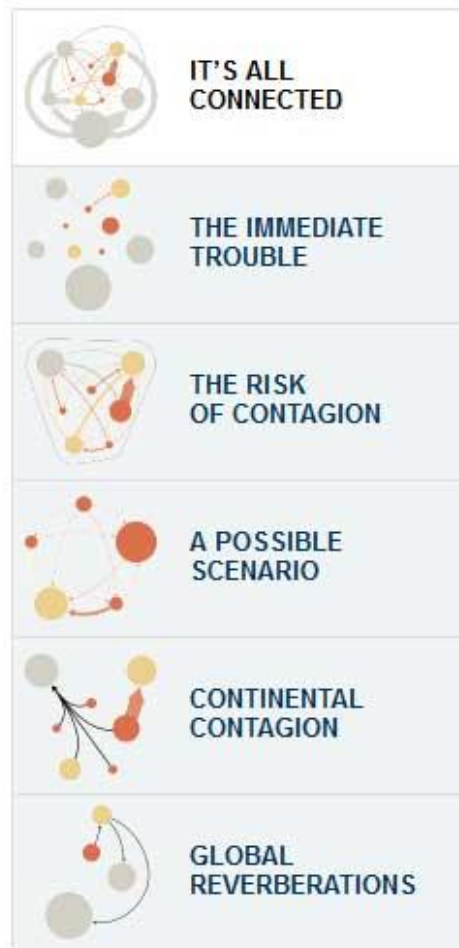 IT'S ALL
CONNECTED
THE IMMEDIATE
TROUBLE
THE RISK
OF CONTAGION
A POSSIBLE
SCENARIO
CONTINENTAL
CONTAGION
GLOBAL
REVERBERATIONS